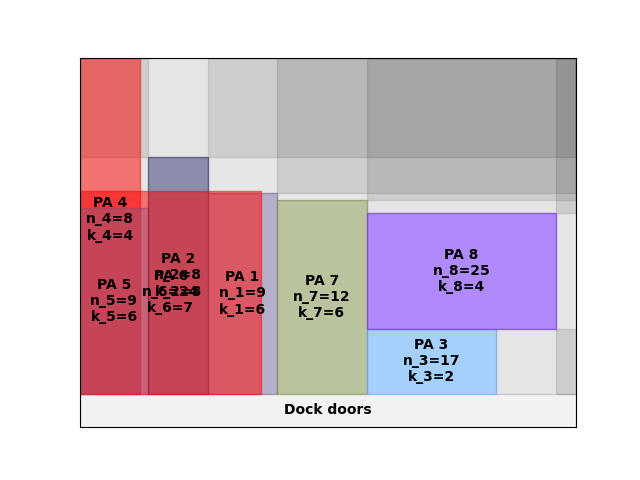 PA 4
n_4=8
k_4=4
PA 5
n_5=9
k_5=6
PA 2
k_6=7
PA 1
n_1=9
k_1=6
PA 7
n_7=12
k_7=6
PA 8
n_8=25
k_8=4
PA 3
n_3=17
k_3=2
Dock doors